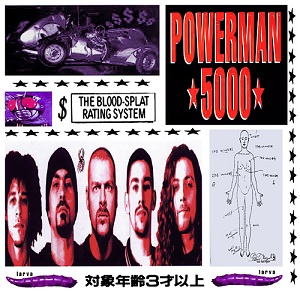 POWERMAN
5000
$ THE BLOOD-SPLAT
RATING SYSTEM
larva
対象年齢3才以上
larva